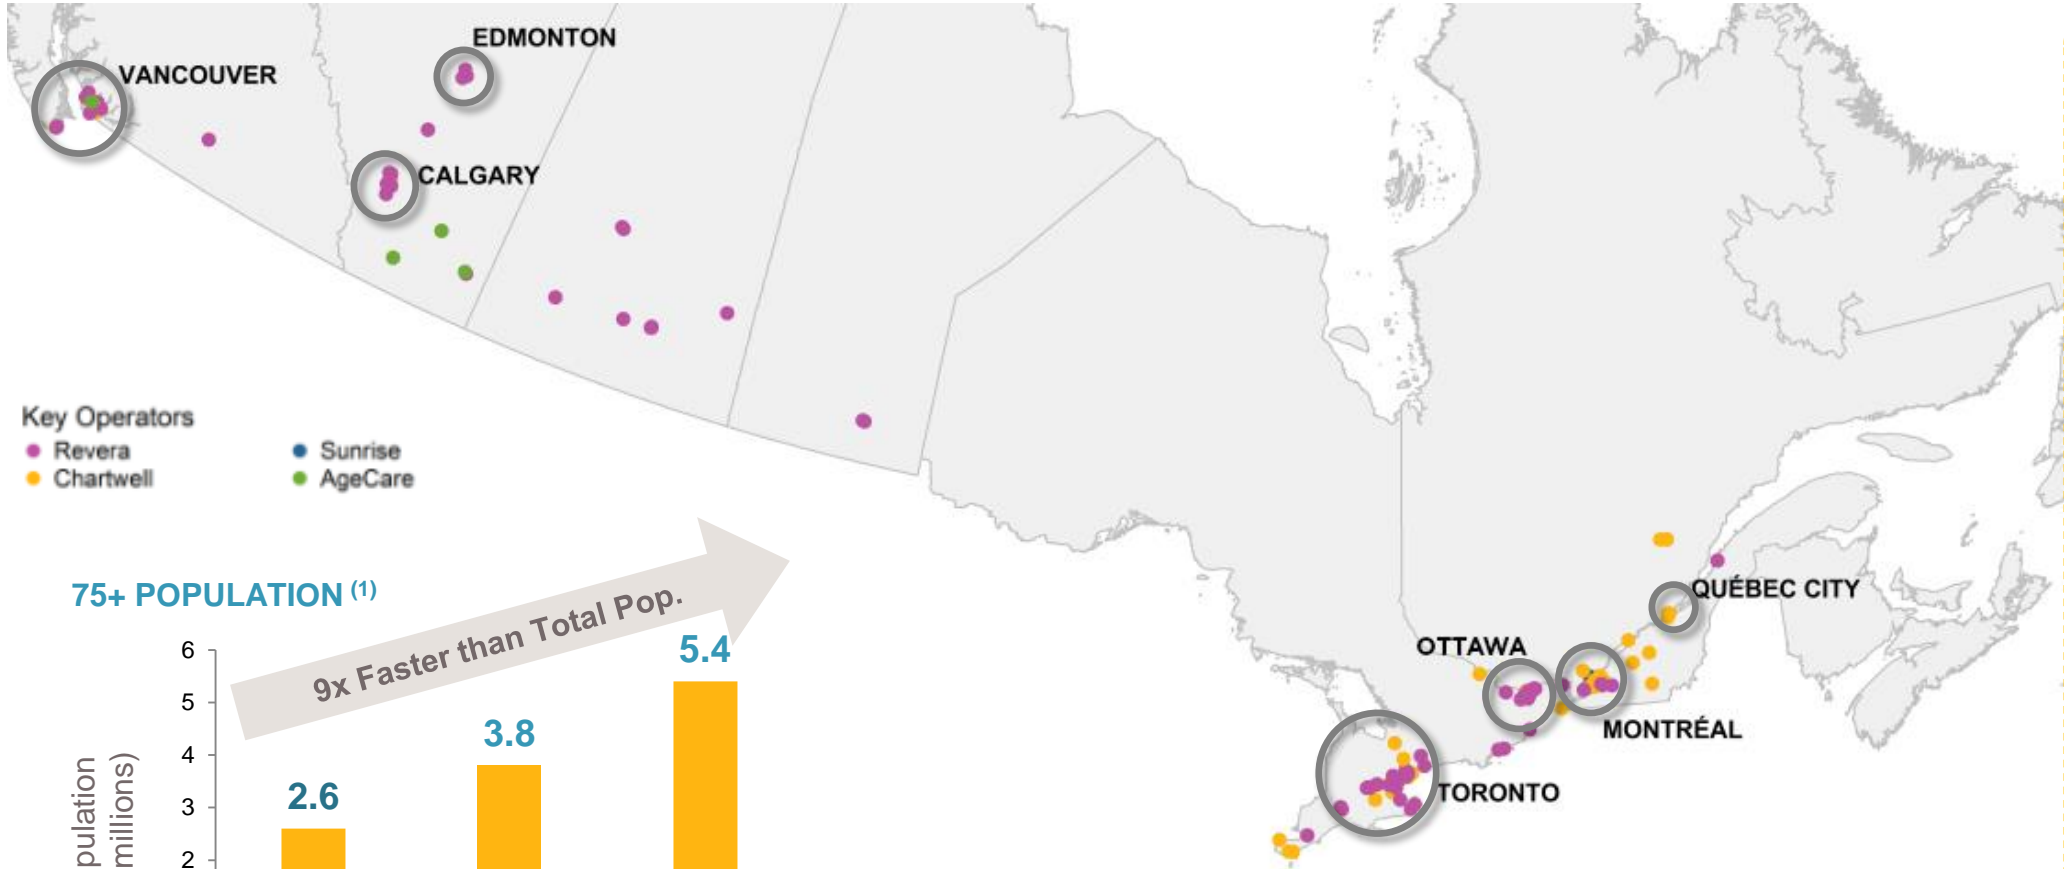 EDMONTON
VANCOUVER
CALGARY
Key Operators
Revera
Sunrise
Chartwell
AgeCare
75+ POPULATION (1)
9x Faster than Total Pop.
QUÉBEC CITY
OTTAWA
MONTRÉAL
TORONTO
6
5
4
3
2
pulation
millions)
2.6
3.8
5.4